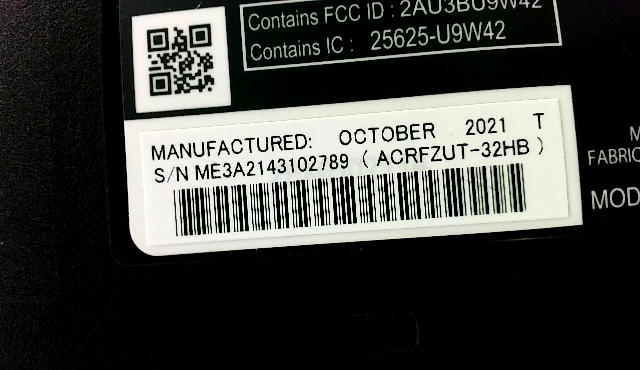 Contains FCC ID : 2AU3BU9W42
Contains IC : 25625-U9W42
MANUFACTURED: OCTOBER 2021 T
S/N ME3A2143102789 ( ACRFZUT-32HB )